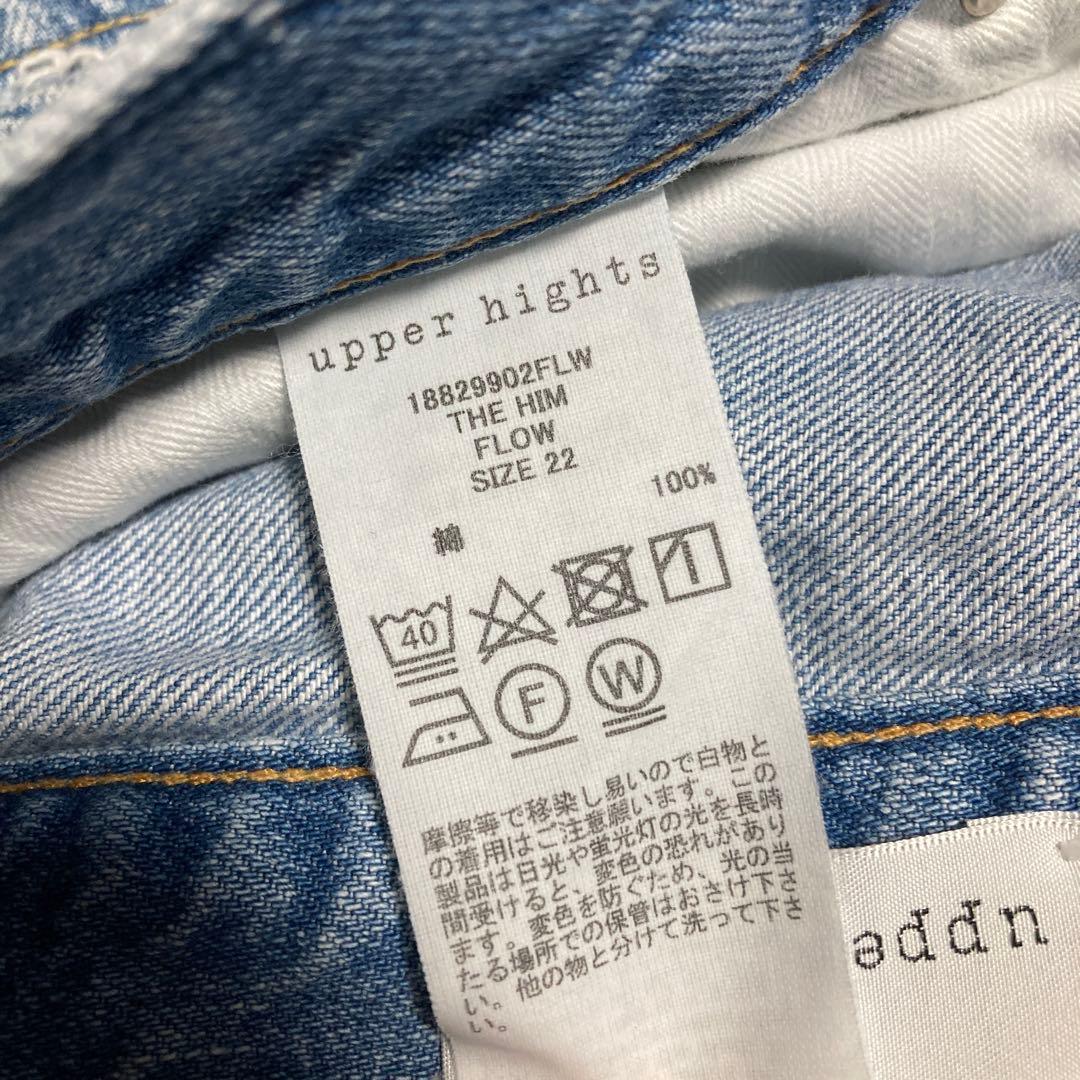 upper hights
18829902FLW
THE HIM
FLOW
SIZE 22
綿 100%
40
F W
摩擦等で移染し易いので白物と
の着用はご注意願います。この
製品は日光や蛍光灯の光を長時
間受けると、変色の恐れがあり
ます。変色を防ぐため、光の当
たる場所での保管はおさけ下さ
い。他の物と分けて洗って下さ
い。
uppe